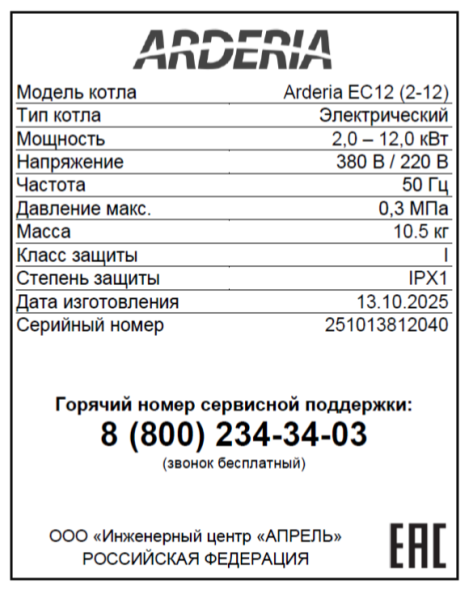 ARDERIA
Модель котла Arderia EC12 (2-12)
Тип котла Электрический
Мощность 2,0 – 12,0 кВт
Напряжение 380 В / 220 В
Частота 50 Гц
Давление макс. 0,3 МПа
Масса 10.5 кг
Класс защиты I
Степень защиты IPX1
Дата изготовления 13.10.2025
Серийный номер 251013812040
Горячий номер сервисной поддержки:
8 (800) 234-34-03
(звонок бесплатный)
ООО «Инженерный центр «АПРЕЛЬ»
РОССИЙСКАЯ ФЕДЕРАЦИЯ
EAC